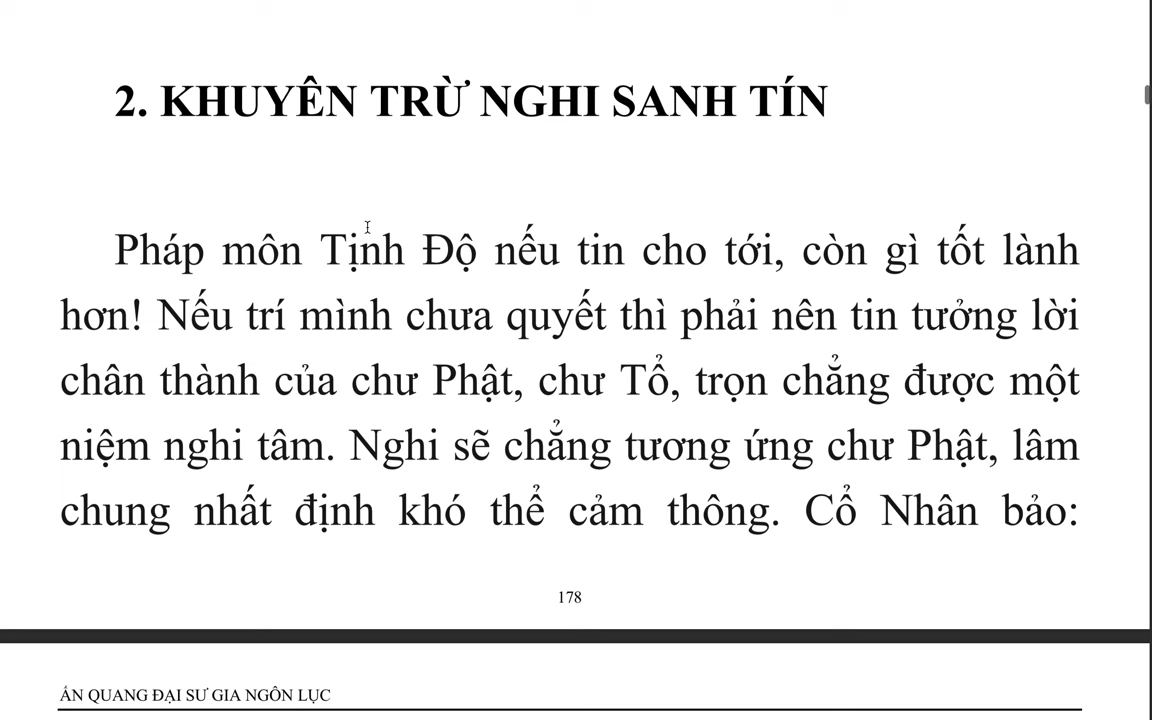 2. KHUYÊN TRỪ NGHI SANH TÍN
Pháp môn Tịnh Độ nếu tin cho tới, còn gì tốt lành
hơn! Nếu trí mình chưa quyết thì phải nên tin tưởng lời
chân thành của chư Phật, chư Tổ, trọn chẳng được một
niệm nghi tâm. Nghi sẽ chẳng tương ứng chư Phật, lâm
chung nhất định khó thể cảm thông. Cổ Nhân bảo:
178
ẤN QUANG ĐẠI SƯ GIA NGÔN LỤC